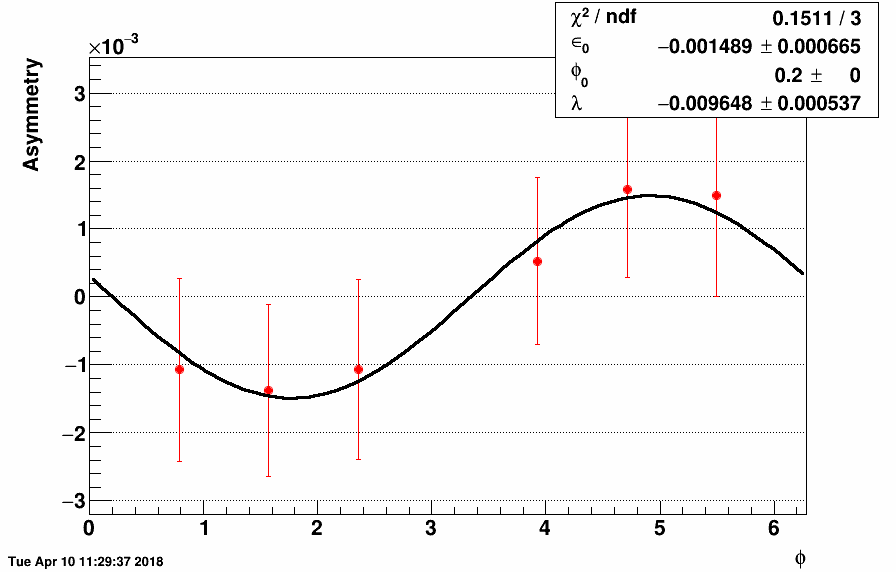 χ² / ndf 0.1511 / 3
∈₀ −0.001489 ± 0.000665
ϕ₀ 0.2 ± 0
λ −0.009648 ± 0.000537
×10⁻³
Asymmetry
3
2
1
0
−1
−2
−3
0 1 2 3 4 5 6
ϕ
Tue Apr 10 11:29:37 2018